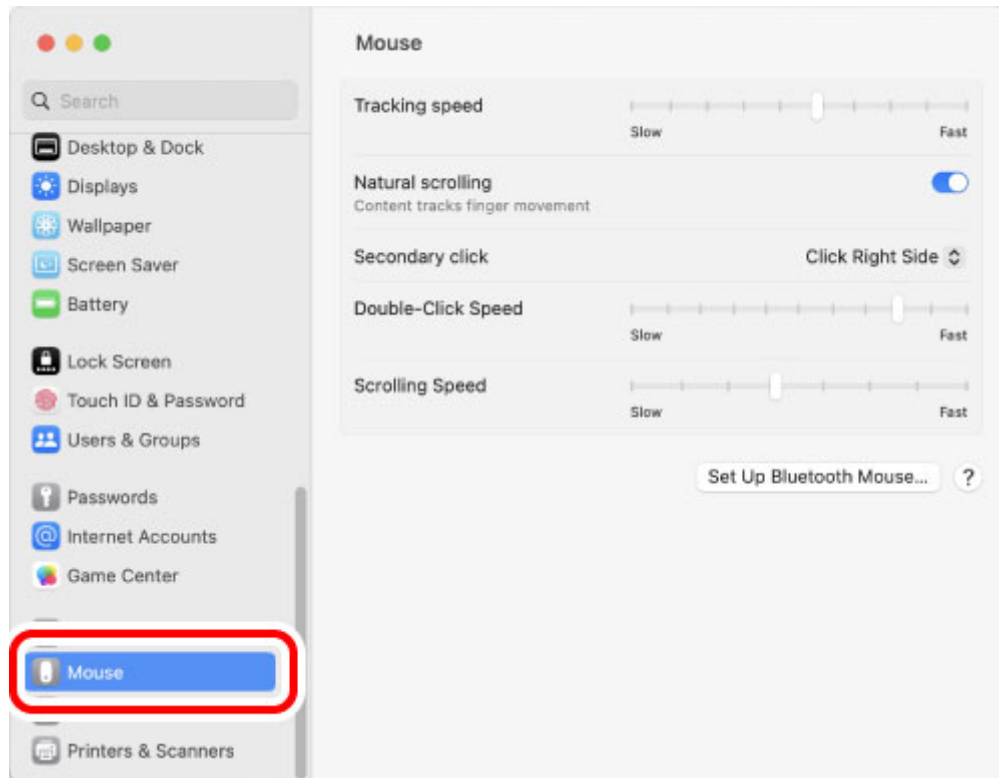 Mouse
Search
Desktop & Dock
Displays
Wallpaper
Screen Saver
Battery
Lock Screen
Touch ID & Password
Users & Groups
Passwords
Internet Accounts
Game Center
Mouse
Printers & Scanners
Tracking speed
Slow
Fast
Natural scrolling
Content tracks finger movement
Secondary click
Click Right Side
Double-Click Speed
Slow
Fast
Scrolling Speed
Slow
Fast
Set Up Bluetooth Mouse...
?